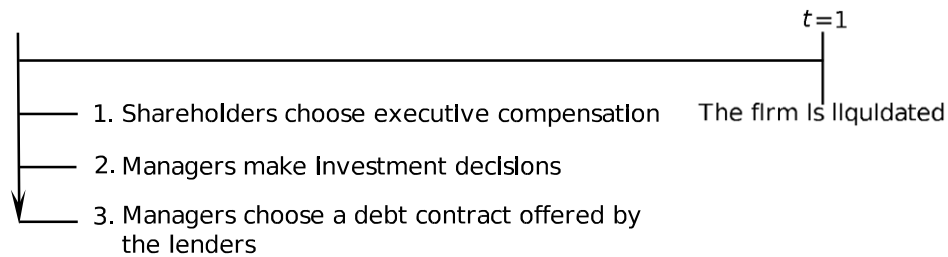 t=1
1. Shareholders choose executive compensation
The firm is liquidated
2. Managers make investment decisions
3. Managers choose a debt contract offered by
the lenders